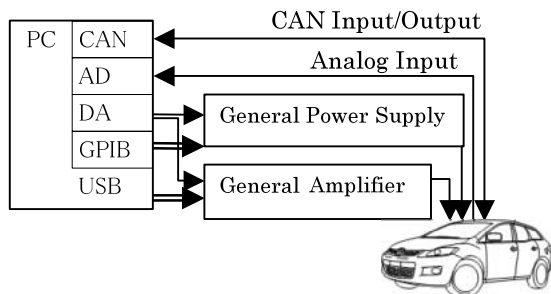 CAN Input/Output
PC
CAN
Analog Input
AD
DA
General Power Supply
GPIB
USB
General Amplifier